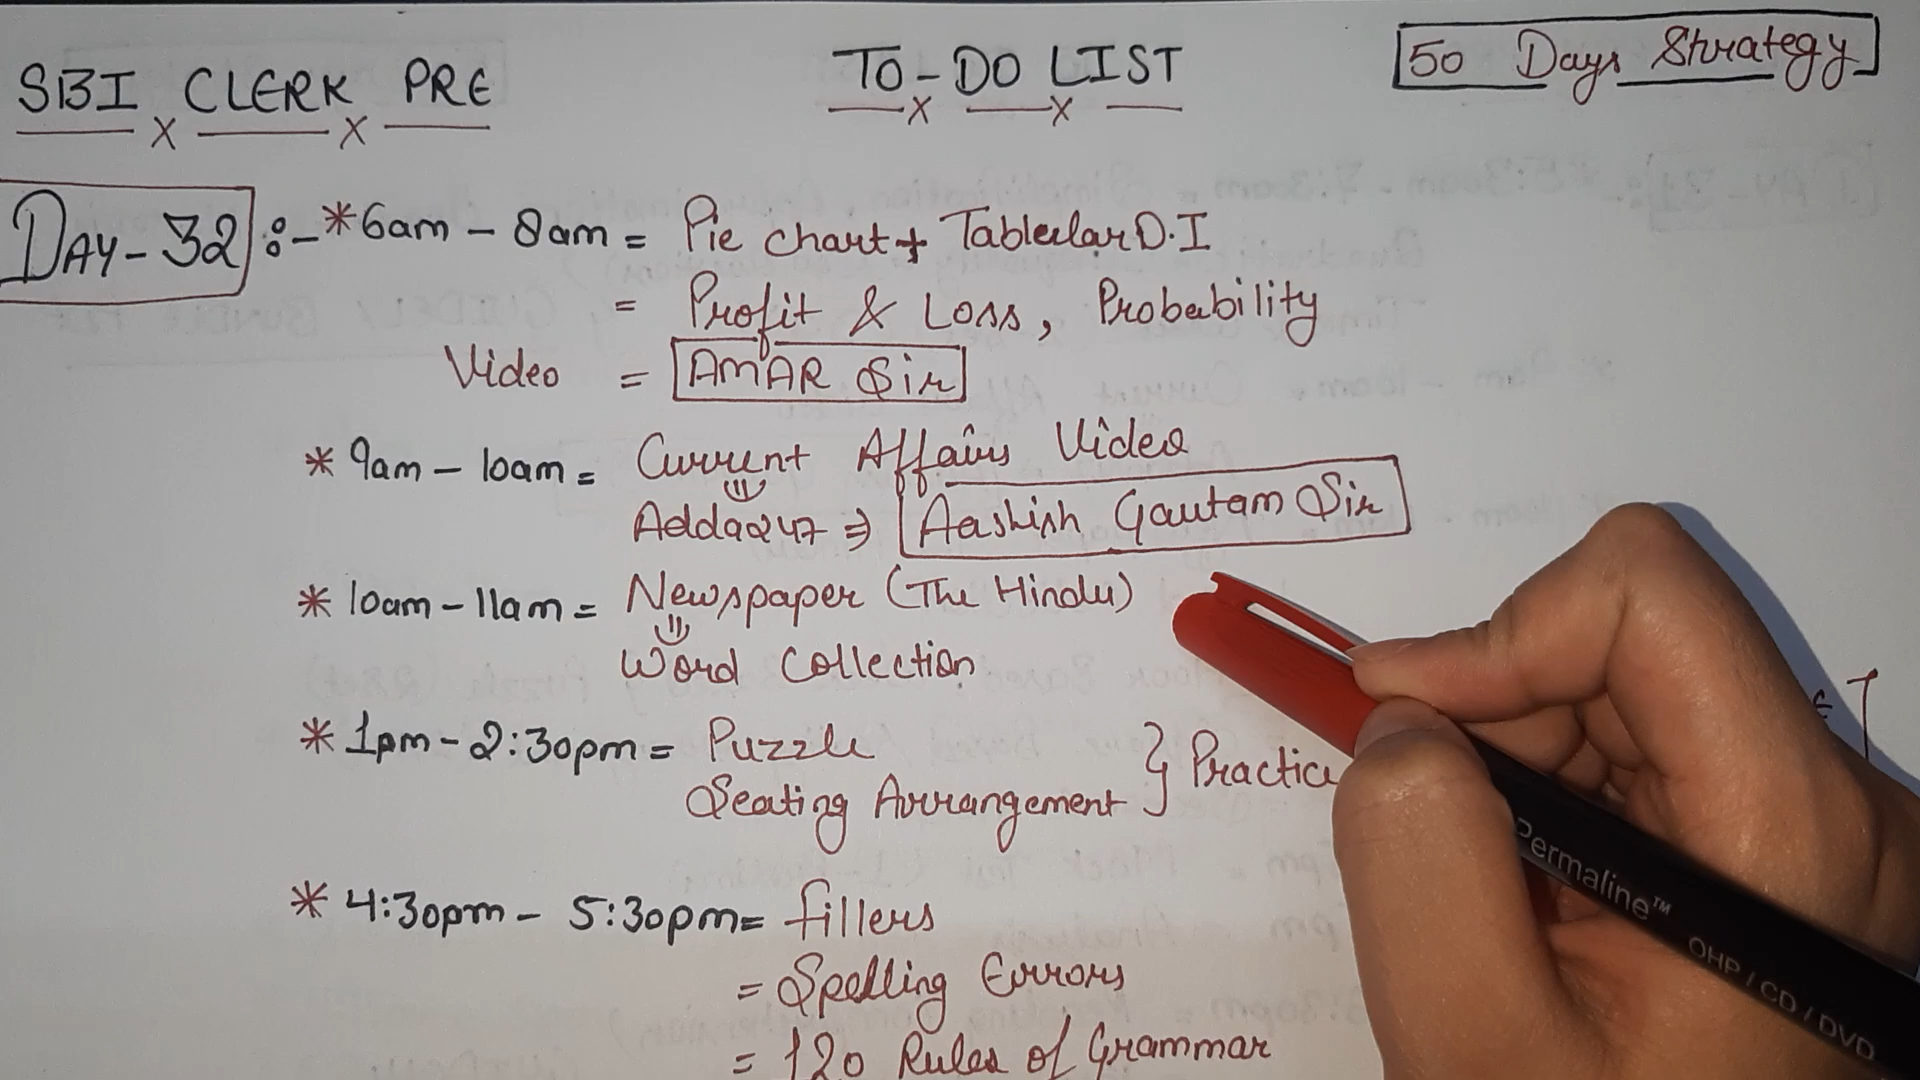 SBI CLERK PRE
TO-DO LIST
50 Days Strategy
DAY-32 :- *6am - 8am = Pie chart + Tabular D.I
= Profit & Loss, Probability
Video = AMAR Sir
* 9am - 10am = Current Affairs Video
Adda247 ⇒ Aashish Gautam Sir
* 10am - 11am = Newspaper (The Hindu)
Word Collection
* 1pm - 2:30pm = Puzzle
Seating Arrangement } Practice
* 4:30pm - 5:30pm = fillers
= Spelling Errors
= 120 Rules of Grammar
Permaline™ OHP / CD / DVD